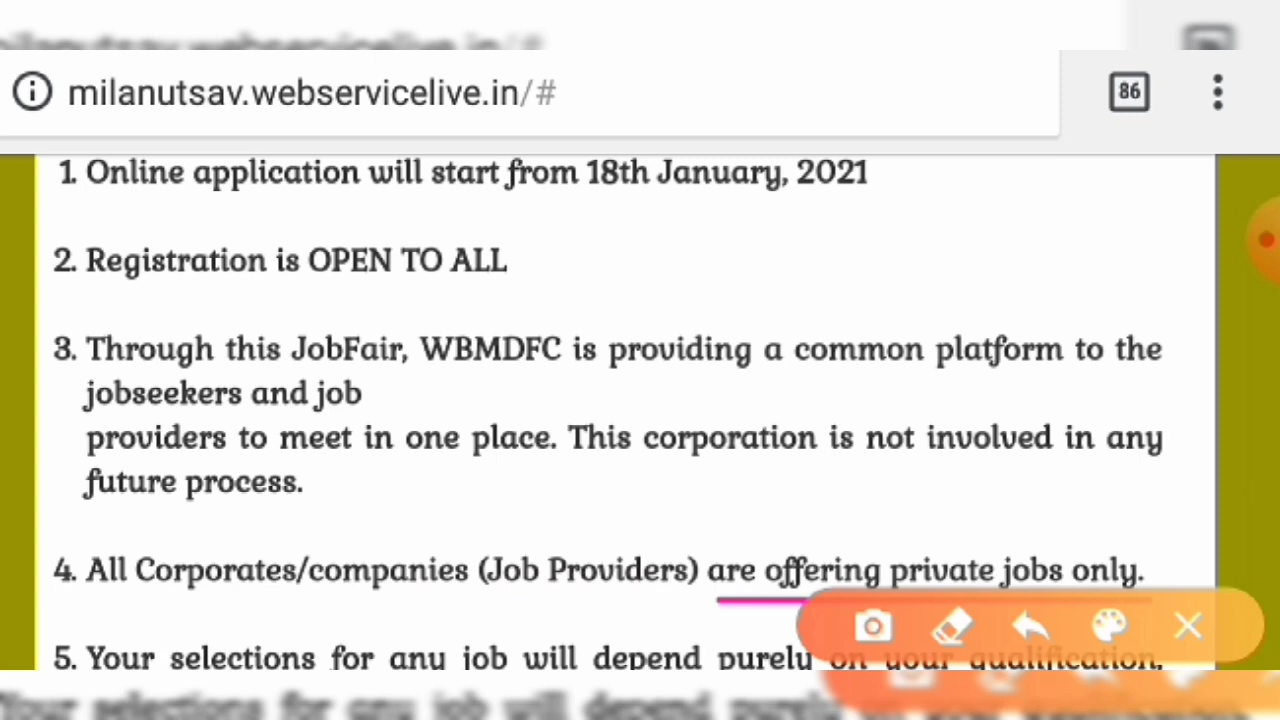 milanutsav.webservicelive.in/#
86
1. Online application will start from 18th January, 2021
2. Registration is OPEN TO ALL
3. Through this JobFair, WBMDFC is providing a common platform to the
jobseekers and job
providers to meet in one place. This corporation is not involved in any
future process.
4. All Corporates/companies (Job Providers) are offering private jobs only.
5. Your selections for any job will depend purely on your qualification,